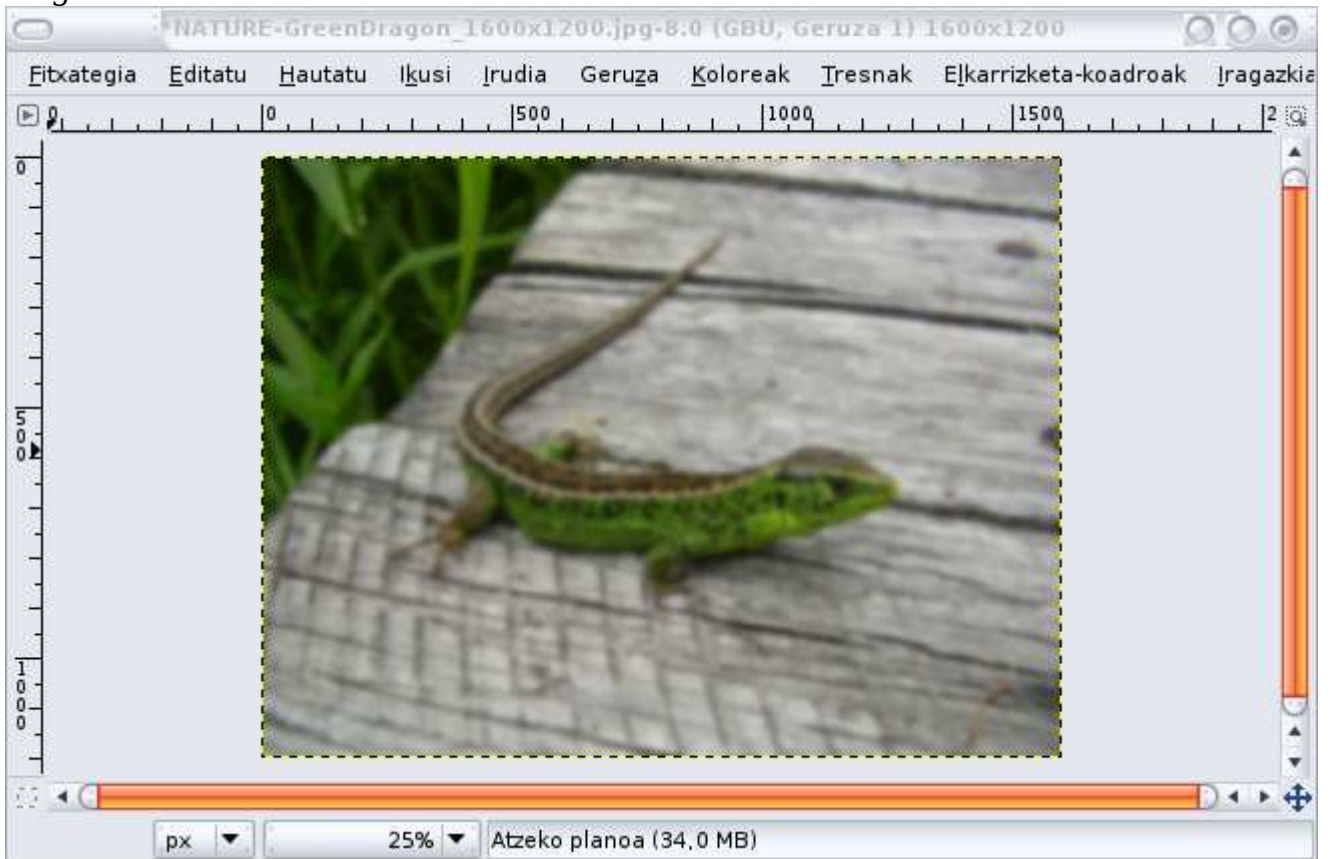 *NATURE-GreenDragon_1600x1200.jpg-8.0 (GBU, Geruza 1) 1600x1200
Fitxategia Editatu Hautatu Ikusi Irudia Geruza Koloreak Tresnak Elkarrizketa-koadroak Iragazkia
0 500 1000 1500 2
0
500
1000
px 25% Atzeko planoa (34,0 MB)